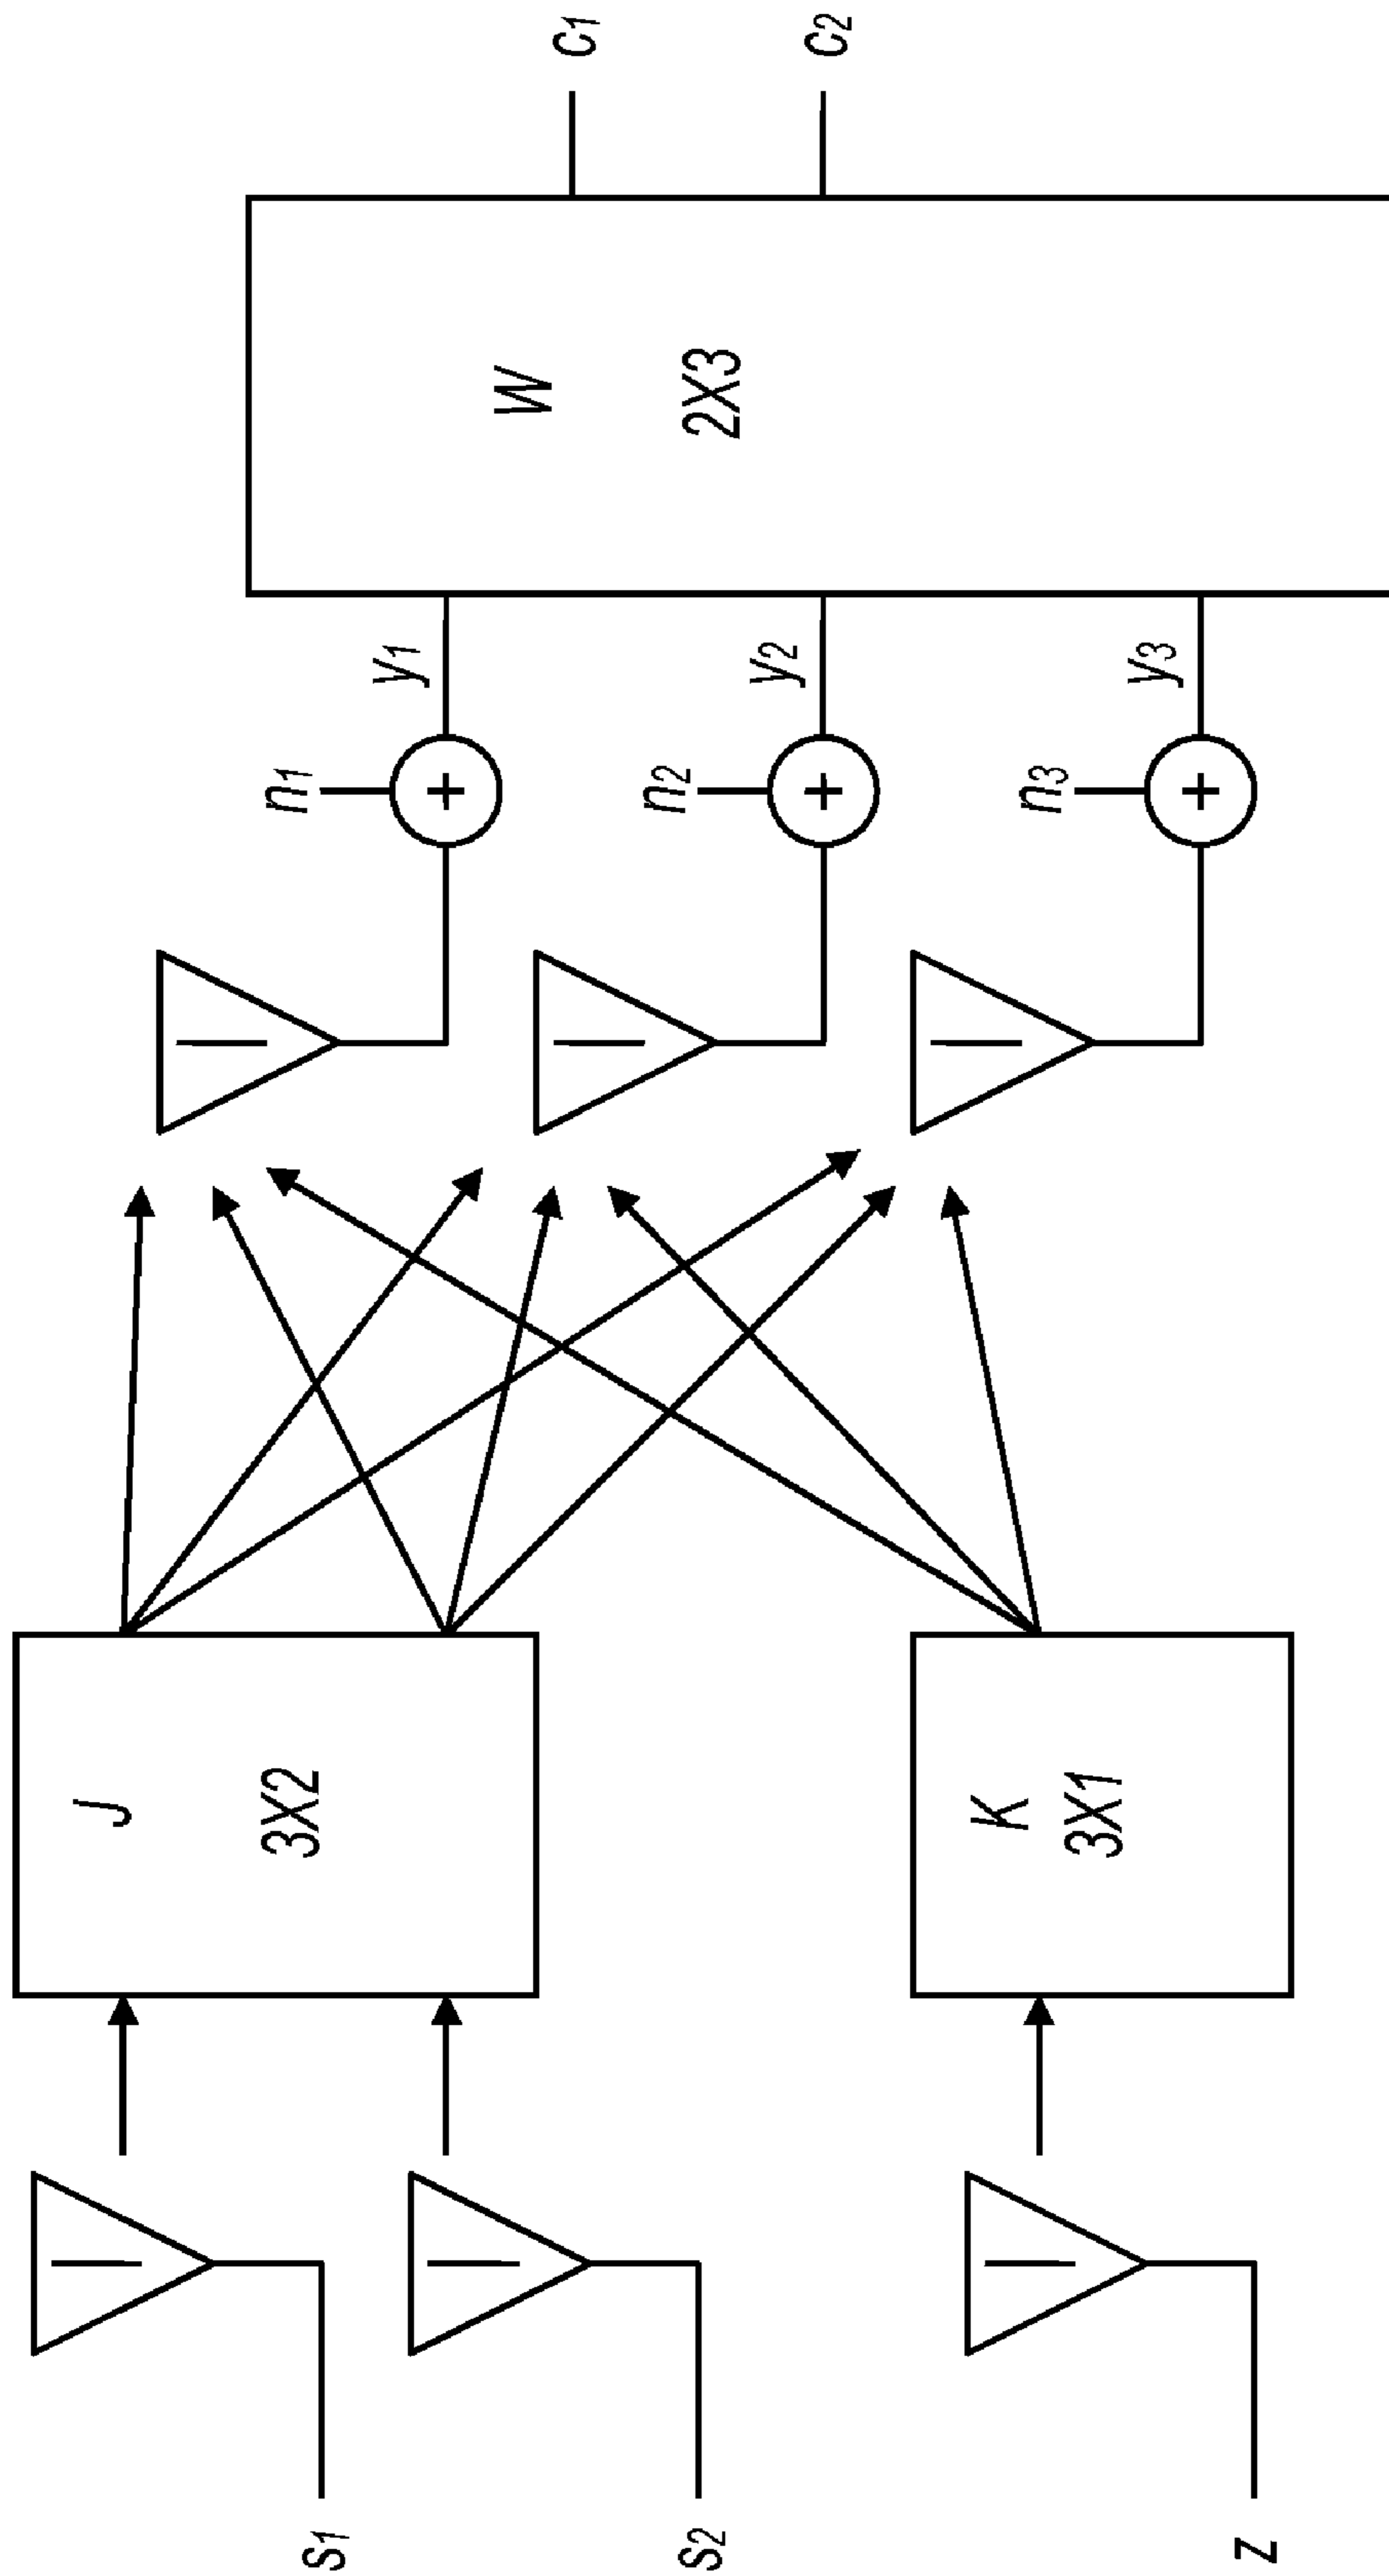 s1
s2
z
J
3X2
K
3X1
n1
n2
n3
+
+
+
y1
y2
y3
W
2X3
c1
c2